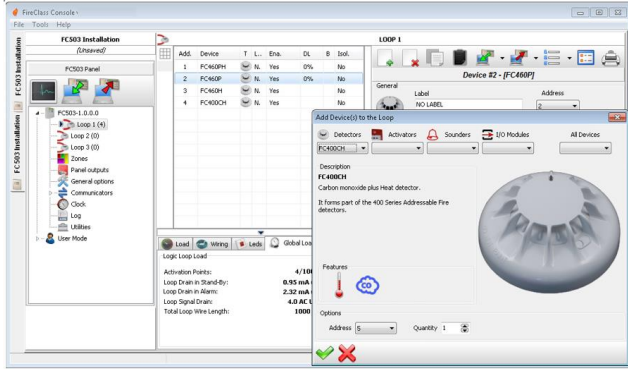 FireClass Console -
File Tools Help
FC503 Installation
FC503 Installation
FC503 Installation
(Unsaved)
FC503 Panel
FC503-1.0.0.0
Loop 1 (4)
Loop 2 (0)
Loop 3 (0)
Zones
Panel outputs
General options
Communicators
Clock
Log
Utilities
User Mode
Add. Device T L.. Ena. DL B Isol.
1 FC460PH N. Yes 0% No
2 FC460P N. Yes 0% No
3 FC460H N. Yes No
4 FC400CH N. Yes No
Load Wiring Leds Global Loa
Logic Loop Load
Activation Points: 4/10
Loop Drain in Stand-By: 0.95 mA
Loop Drain in Alarm: 2.32 mA
Loop Signal Drain: 4.0 AC L
Total Loop Wire Length: 1000
LOOP 1
Device #2 - [FC460P]
General
Label Address
NO LABEL 2
Add Device(s) to the Loop
Detectors Activators Sounders I/O Modules All Devices
FC400CH
Description
FC400CH
Carbon monoxide plus Heat detector.
It forms part of the 400 Series Addressable Fire
detectors.
Features
CO
Options
Address 5 Quantity 1